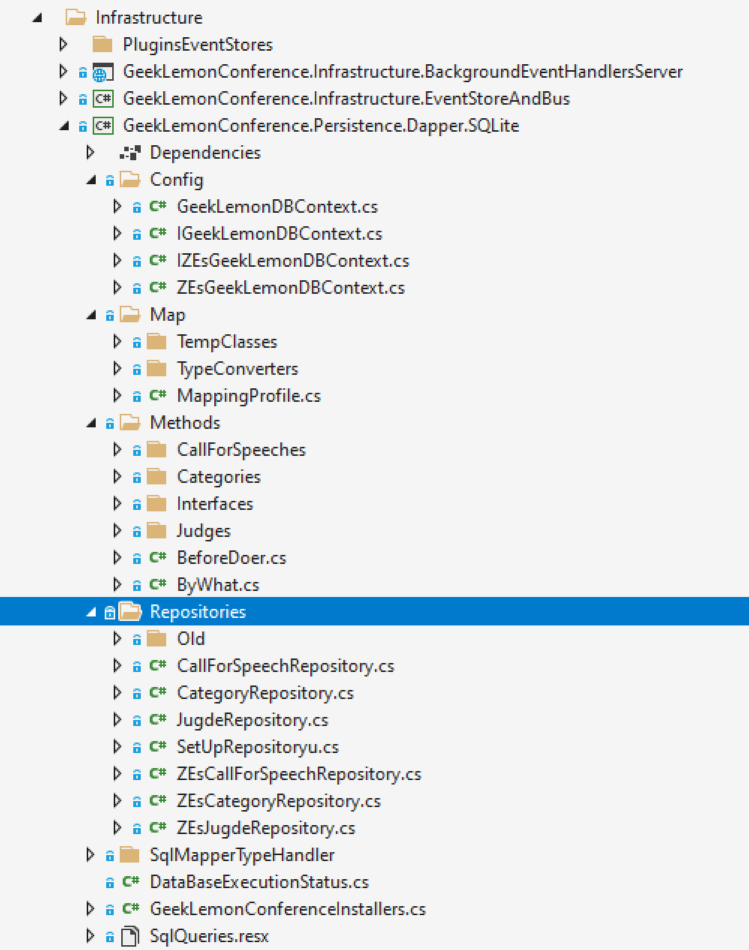 Infrastructure
PluginsEventStores
GeekLemonConference.Infrastructure.BackgroundEventHandlersServer
C# GeekLemonConference.Infrastructure.EventStoreAndBus
C# GeekLemonConference.Persistence.Dapper.SQLite
Dependencies
Config
C# GeekLemonDBContext.cs
C# IGeekLemonDBContext.cs
C# IZEsGeekLemonDBContext.cs
C# ZEsGeekLemonDBContext.cs
Map
TempClasses
TypeConverters
C# MappingProfile.cs
Methods
CallForSpeeches
Categories
Interfaces
Judges
C# BeforeDoer.cs
C# ByWhat.cs
Repositories
Old
C# CallForSpeechRepository.cs
C# CategoryRepository.cs
C# JugdeRepository.cs
C# SetUpRepositoryu.cs
C# ZEsCallForSpeechRepository.cs
C# ZEsCategoryRepository.cs
C# ZEsJugdeRepository.cs
SqlMapperTypeHandler
C# DataBaseExecutionStatus.cs
C# GeekLemonConferenceInstallers.cs
SqlQueries.resx